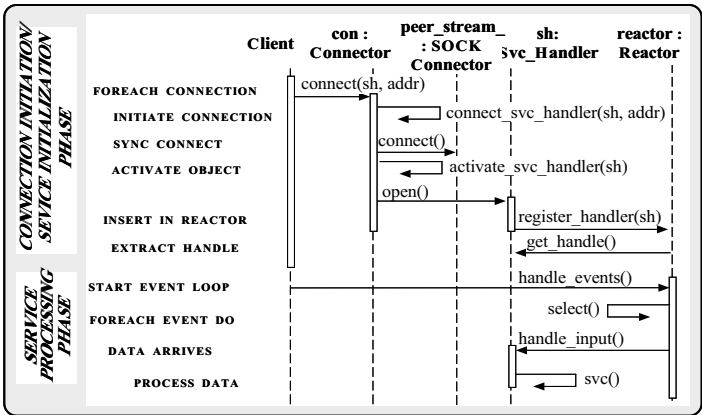 CONNECTION INITIATION/
SEVICE INITIALIZATION
PHASE
SERVICE
PROCESSING
PHASE
Client
con :
Connector
peer_stream_
: SOCK
Connector
sh:
Svc_Handler
reactor :
Reactor
FOREACH CONNECTION
connect(sh, addr)
INITIATE CONNECTION
connect_svc_handler(sh, addr)
SYNC CONNECT
connect()
ACTIVATE OBJECT
activate_svc_handler(sh)
open()
INSERT IN REACTOR
register_handler(sh)
EXTRACT HANDLE
get_handle()
START EVENT LOOP
handle_events()
FOREACH EVENT DO
select()
DATA ARRIVES
handle_input()
PROCESS DATA
svc()